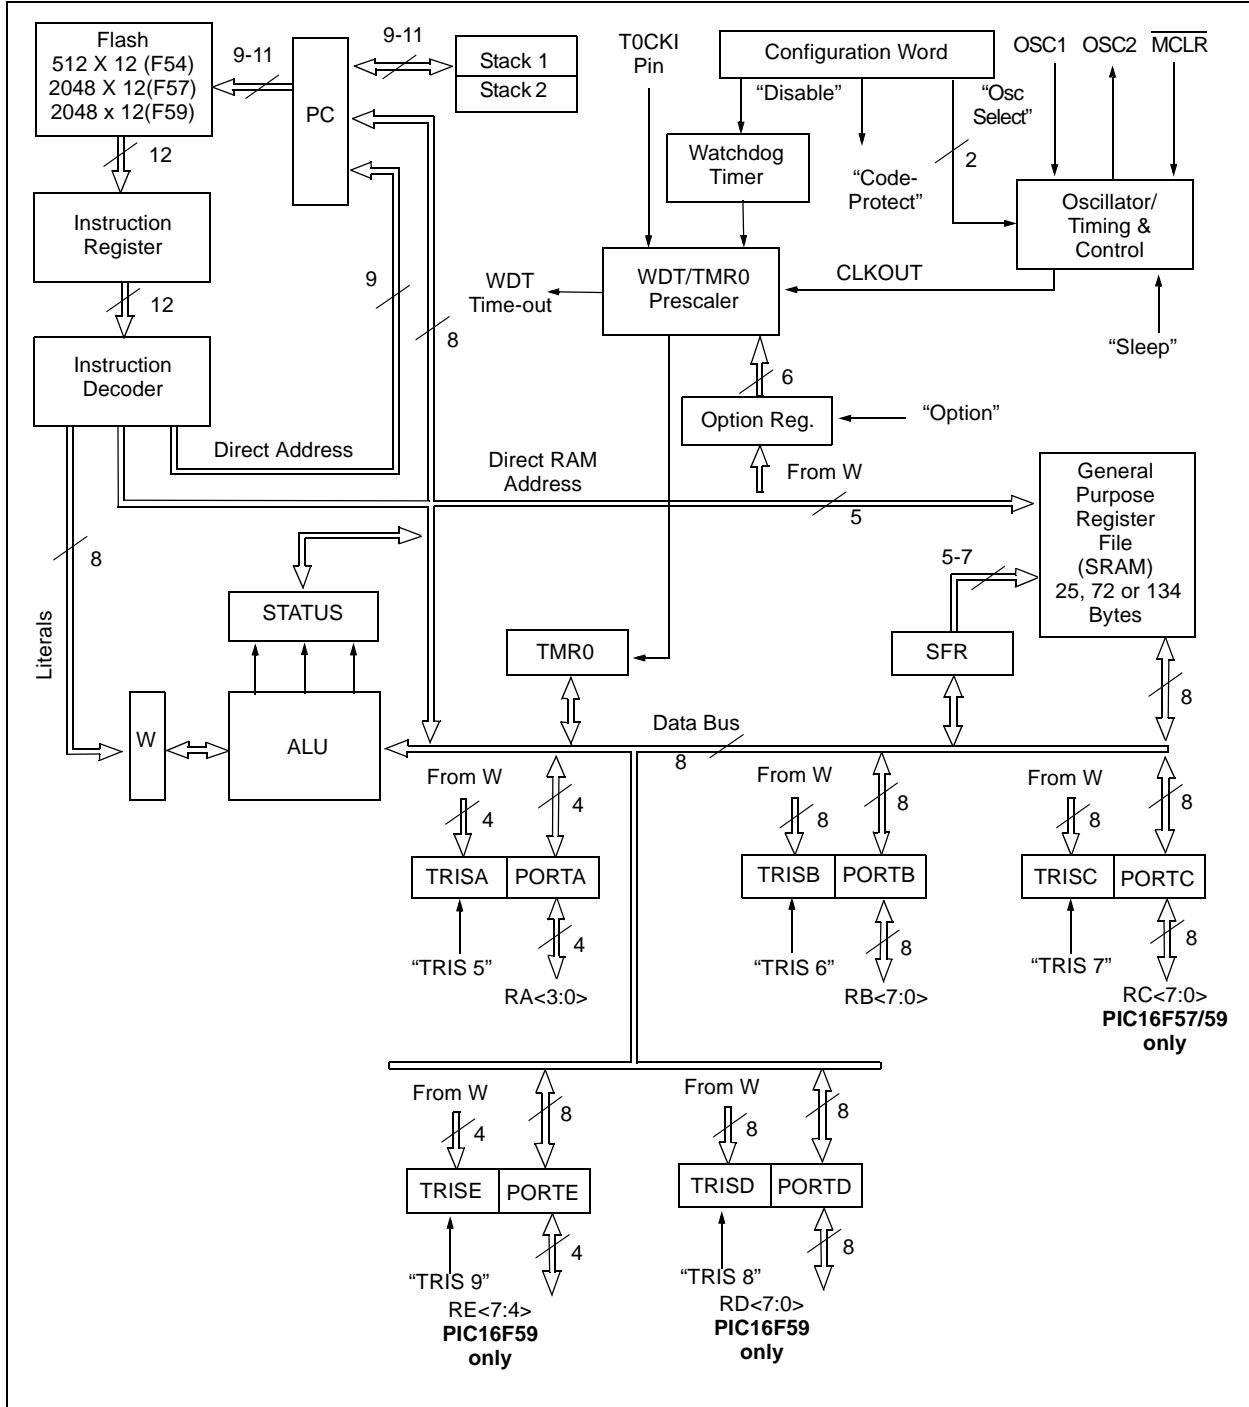 Flash
512 X 12 (F54)
2048 X 12(F57)
2048 x 12(F59)
9-11
PC
9-11
Stack 1
Stack 2
T0CKI
Pin
Configuration Word
OSC1
OSC2
MCLR
“Disable”
“Osc
Select”
12
Watchdog
Timer
2
“Code-
Protect”
Instruction
Register
Oscillator/
Timing &
Control
9
WDT
Time-out
WDT/TMR0
Prescaler
CLKOUT
12
8
“Sleep”
Instruction
Decoder
6
Option Reg.
“Option”
Direct Address
Direct RAM
Address
From W
5
General
Purpose
Register
File
(SRAM)
25, 72 or 134
Bytes
8
5-7
Literals
STATUS
TMR0
SFR
8
W
ALU
Data Bus
8
From W
4
4
From W
8
8
From W
8
8
TRISA
PORTA
TRISB
PORTB
TRISC
PORTC
4
8
8
“TRIS 5”
“TRIS 6”
“TRIS 7”
RA<3:0>
RB<7:0>
RC<7:0>
PIC16F57/59
only
From W
4
8
From W
8
8
TRISE
PORTE
TRISD
PORTD
4
8
“TRIS 9”
“TRIS 8”
RE<7:4>
PIC16F59
only
RD<7:0>
PIC16F59
only